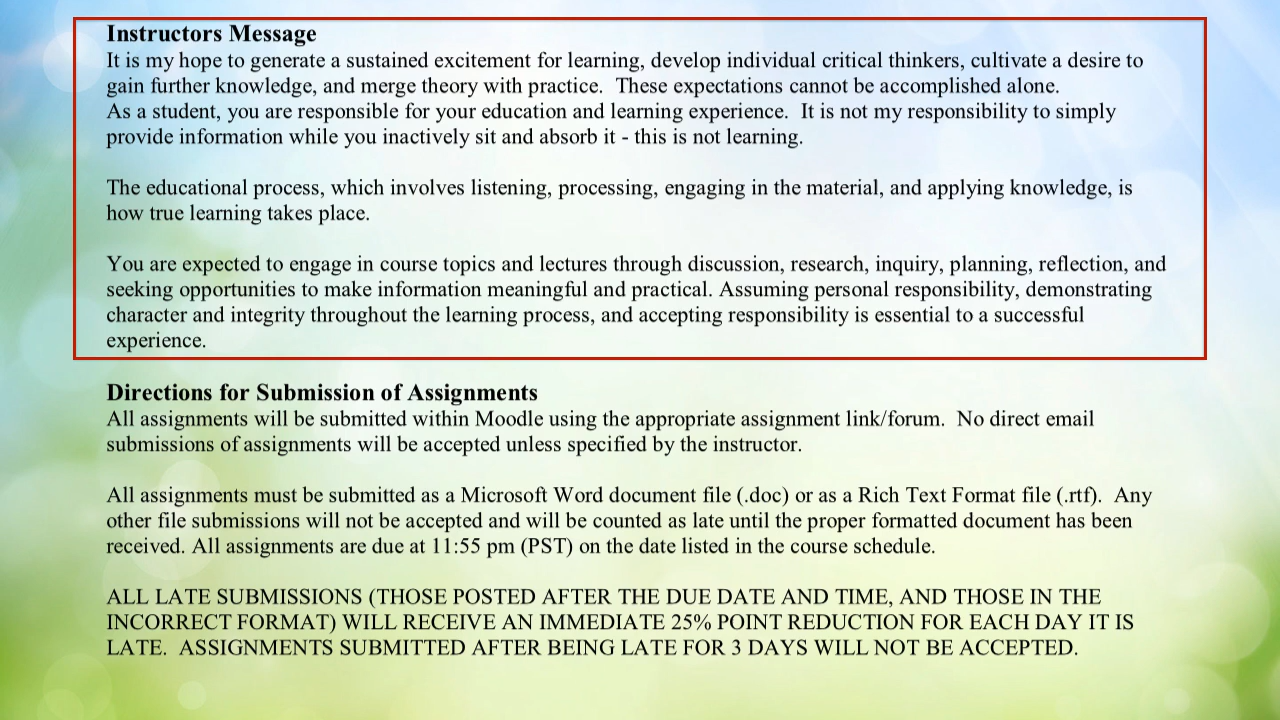 Instructors Message
It is my hope to generate a sustained excitement for learning, develop individual critical thinkers, cultivate a desire to
gain further knowledge, and merge theory with practice.  These expectations cannot be accomplished alone.
As a student, you are responsible for your education and learning experience.  It is not my responsibility to simply
provide information while you inactively sit and absorb it - this is not learning.
The educational process, which involves listening, processing, engaging in the material, and applying knowledge, is
how true learning takes place.
You are expected to engage in course topics and lectures through discussion, research, inquiry, planning, reflection, and
seeking opportunities to make information meaningful and practical. Assuming personal responsibility, demonstrating
character and integrity throughout the learning process, and accepting responsibility is essential to a successful
experience.
Directions for Submission of Assignments
All assignments will be submitted within Moodle using the appropriate assignment link/forum.  No direct email
submissions of assignments will be accepted unless specified by the instructor.
All assignments must be submitted as a Microsoft Word document file (.doc) or as a Rich Text Format file (.rtf).  Any
other file submissions will not be accepted and will be counted as late until the proper formatted document has been
received. All assignments are due at 11:55 pm (PST) on the date listed in the course schedule.
ALL LATE SUBMISSIONS (THOSE POSTED AFTER THE DUE DATE AND TIME, AND THOSE IN THE
INCORRECT FORMAT) WILL RECEIVE AN IMMEDIATE 25% POINT REDUCTION FOR EACH DAY IT IS
LATE.  ASSIGNMENTS SUBMITTED AFTER BEING LATE FOR 3 DAYS WILL NOT BE ACCEPTED.